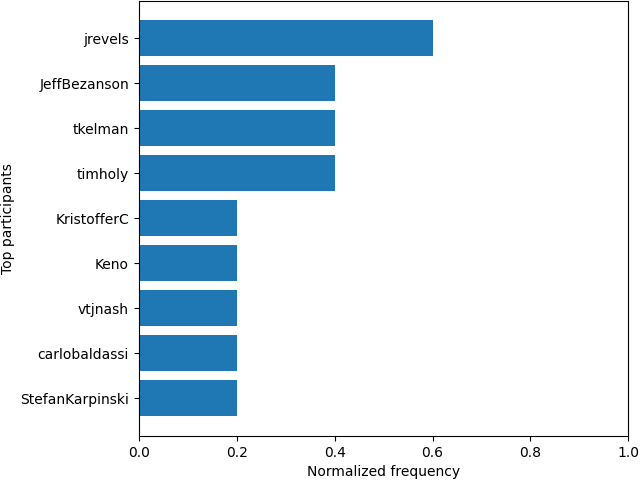 Top participants
jrevels
JeffBezanson
tkelman
timholy
KristofferC
Keno
vtjnash
carlobaldassi
StefanKarpinski
0.0 0.2 0.4 0.6 0.8 1.0
Normalized frequency